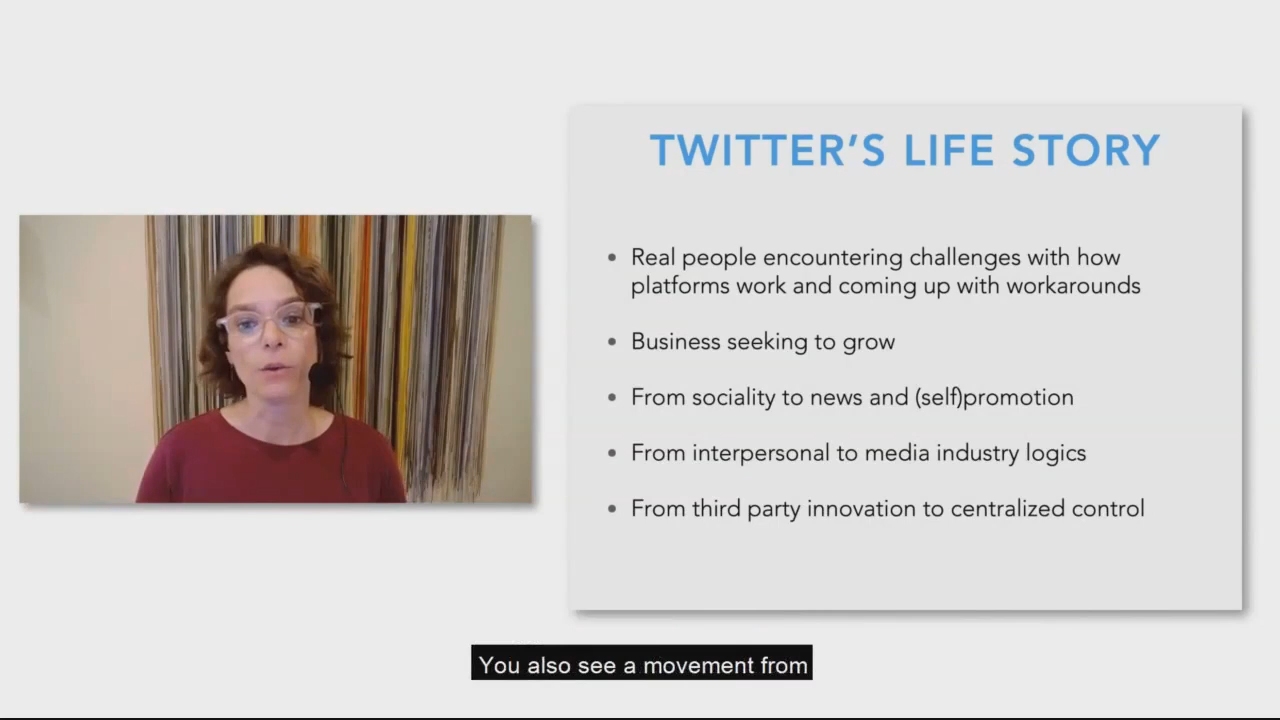 TWITTER'S LIFE STORY
• Real people encountering challenges with how
platforms work and coming up with workarounds
• Business seeking to grow
• From sociality to news and (self)promotion
• From interpersonal to media industry logics
• From third party innovation to centralized control
You also see a movement from